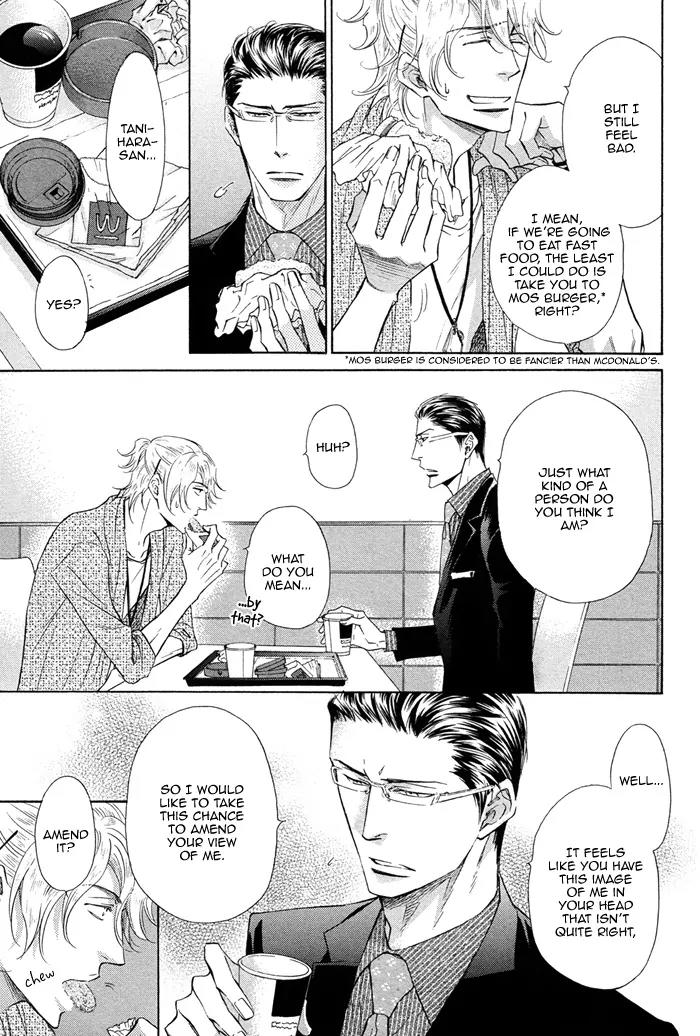 BUT I
STILL
FEEL
BAD.
I MEAN,
IF WE'RE GOING
TO EAT FAST
FOOD, THE LEAST
I COULD DO IS
TAKE YOU TO
MOS BURGER,*
RIGHT?
*MOS BURGER IS CONSIDERED TO BE FANCIER THAN MCDONALD'S.
TANI-
HARA-
SAN...
YES?
JUST WHAT
KIND OF A
PERSON DO
YOU THINK I
AM?
HUH?
WHAT
DO YOU
MEAN...
...by
that?
WELL...
IT FEELS
LIKE YOU HAVE
THIS IMAGE
OF ME IN
YOUR HEAD
THAT ISN'T
QUITE RIGHT,
SO I WOULD
LIKE TO TAKE
THIS CHANCE
TO AMEND
YOUR VIEW
OF ME.
AMEND
IT?
chew